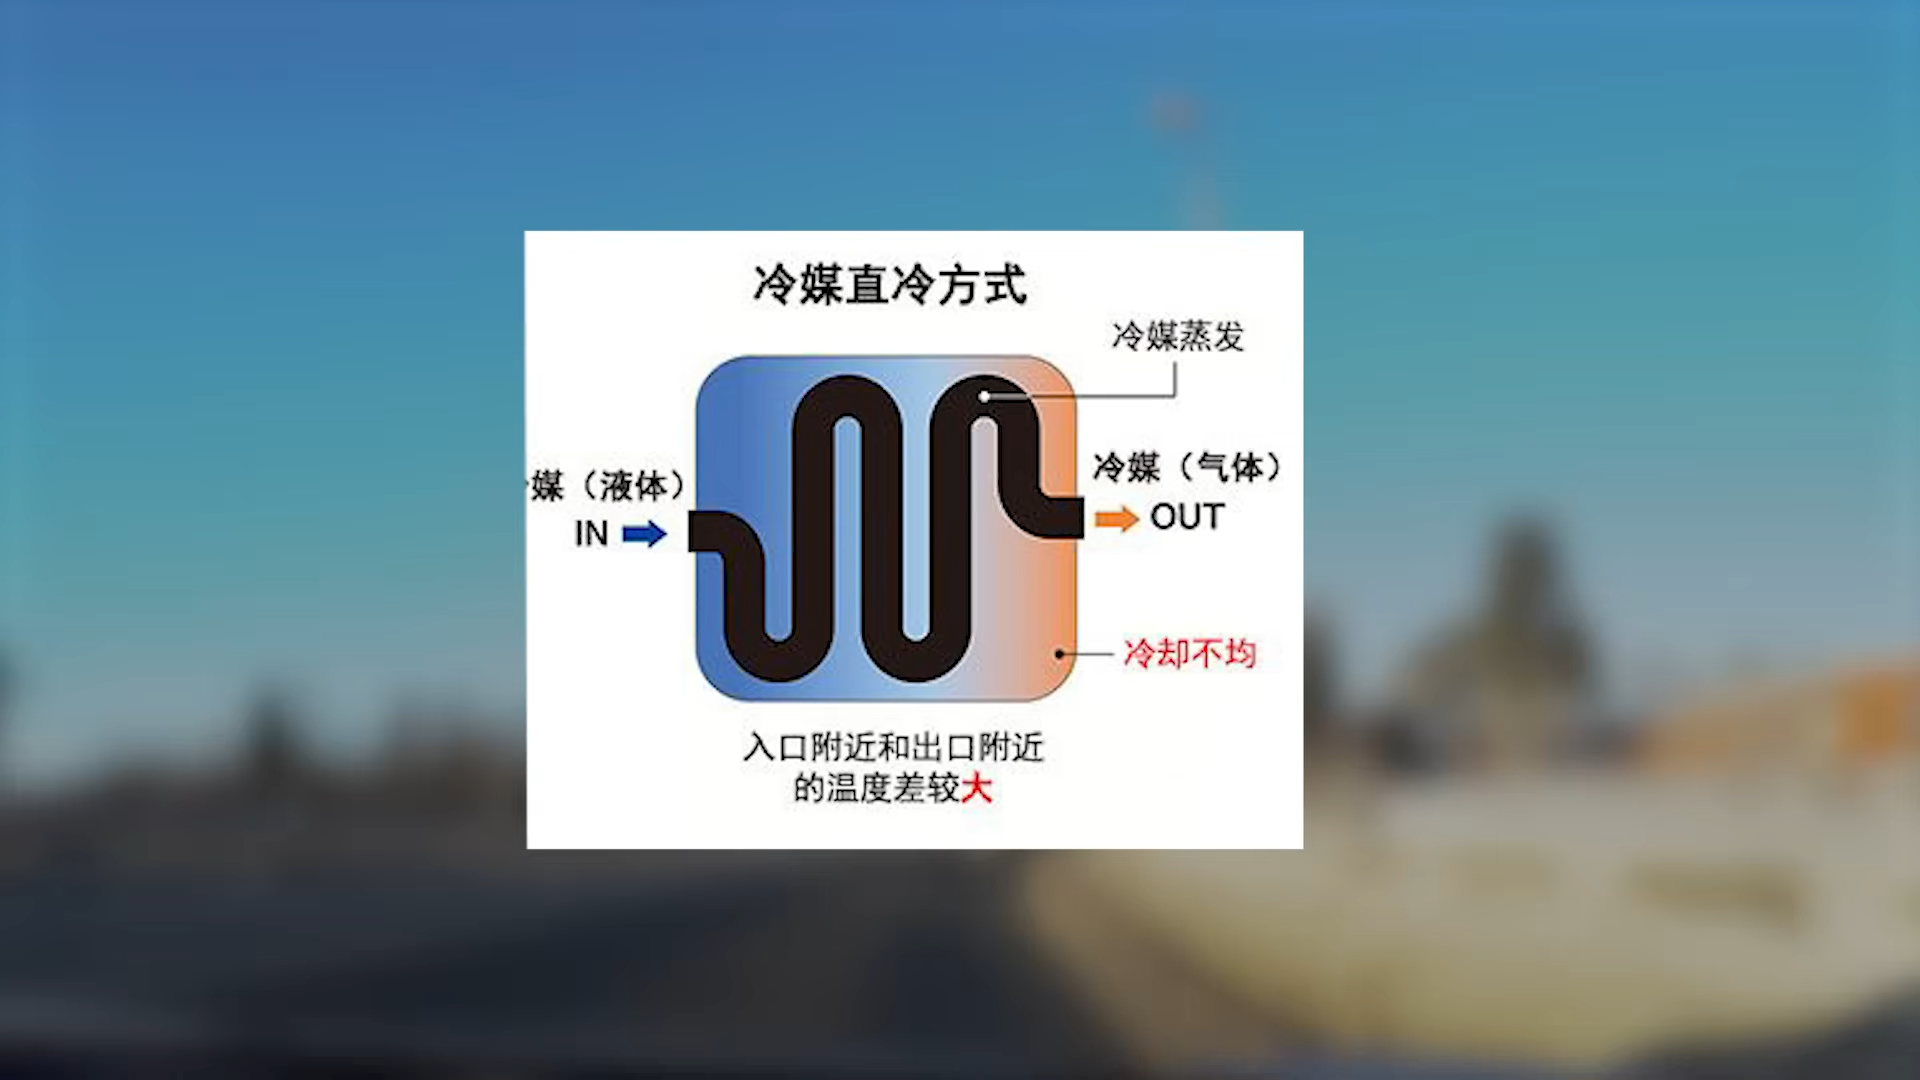 冷媒直冷方式
冷媒蒸发
媒（液体）
IN
冷媒（气体）
OUT
冷却不均
入口附近和出口附近
的温度差较大